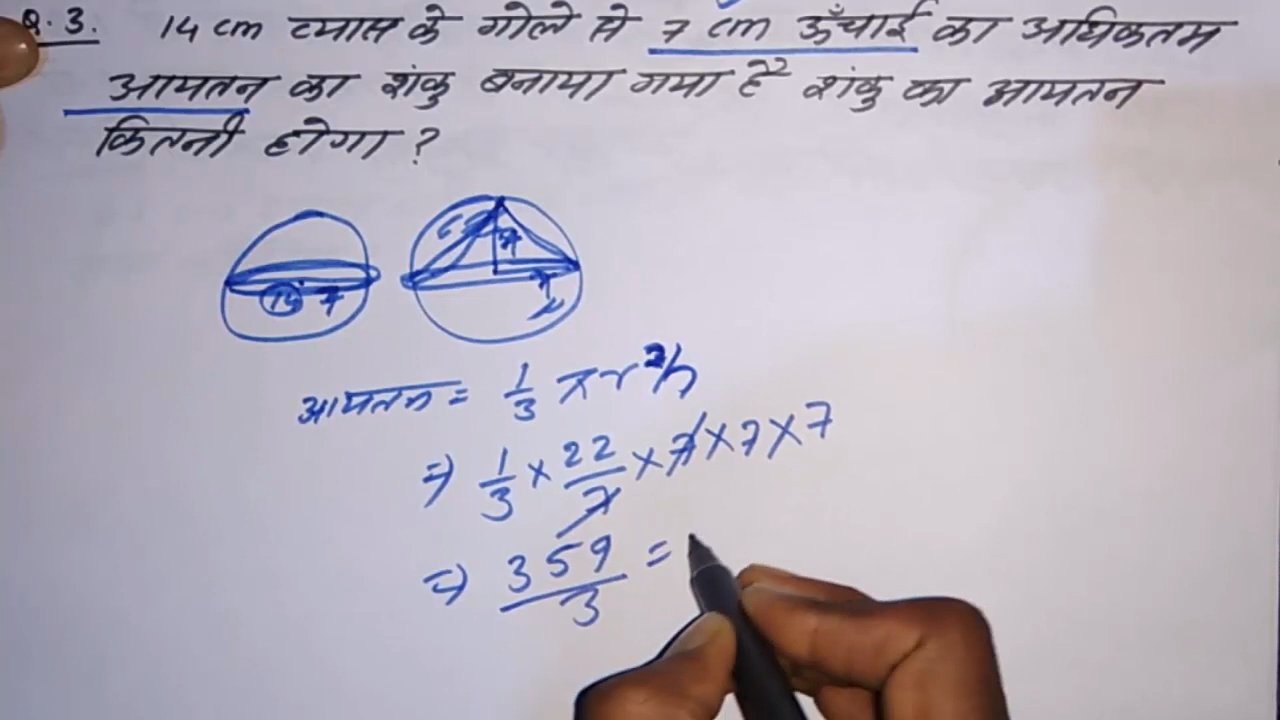 Q.3. 14 cm व्यास के गोले से 7 cm ऊँचाई का अधिकतम
आयतन का शंकु बनाया गया है शंकु का आयतन
कितनी होगा ?
14 7
7
आयतन = 1/3 πr²h
⇒ 1/3 × 22/7 × 7 × 7 × 7
⇒ 359/3 =